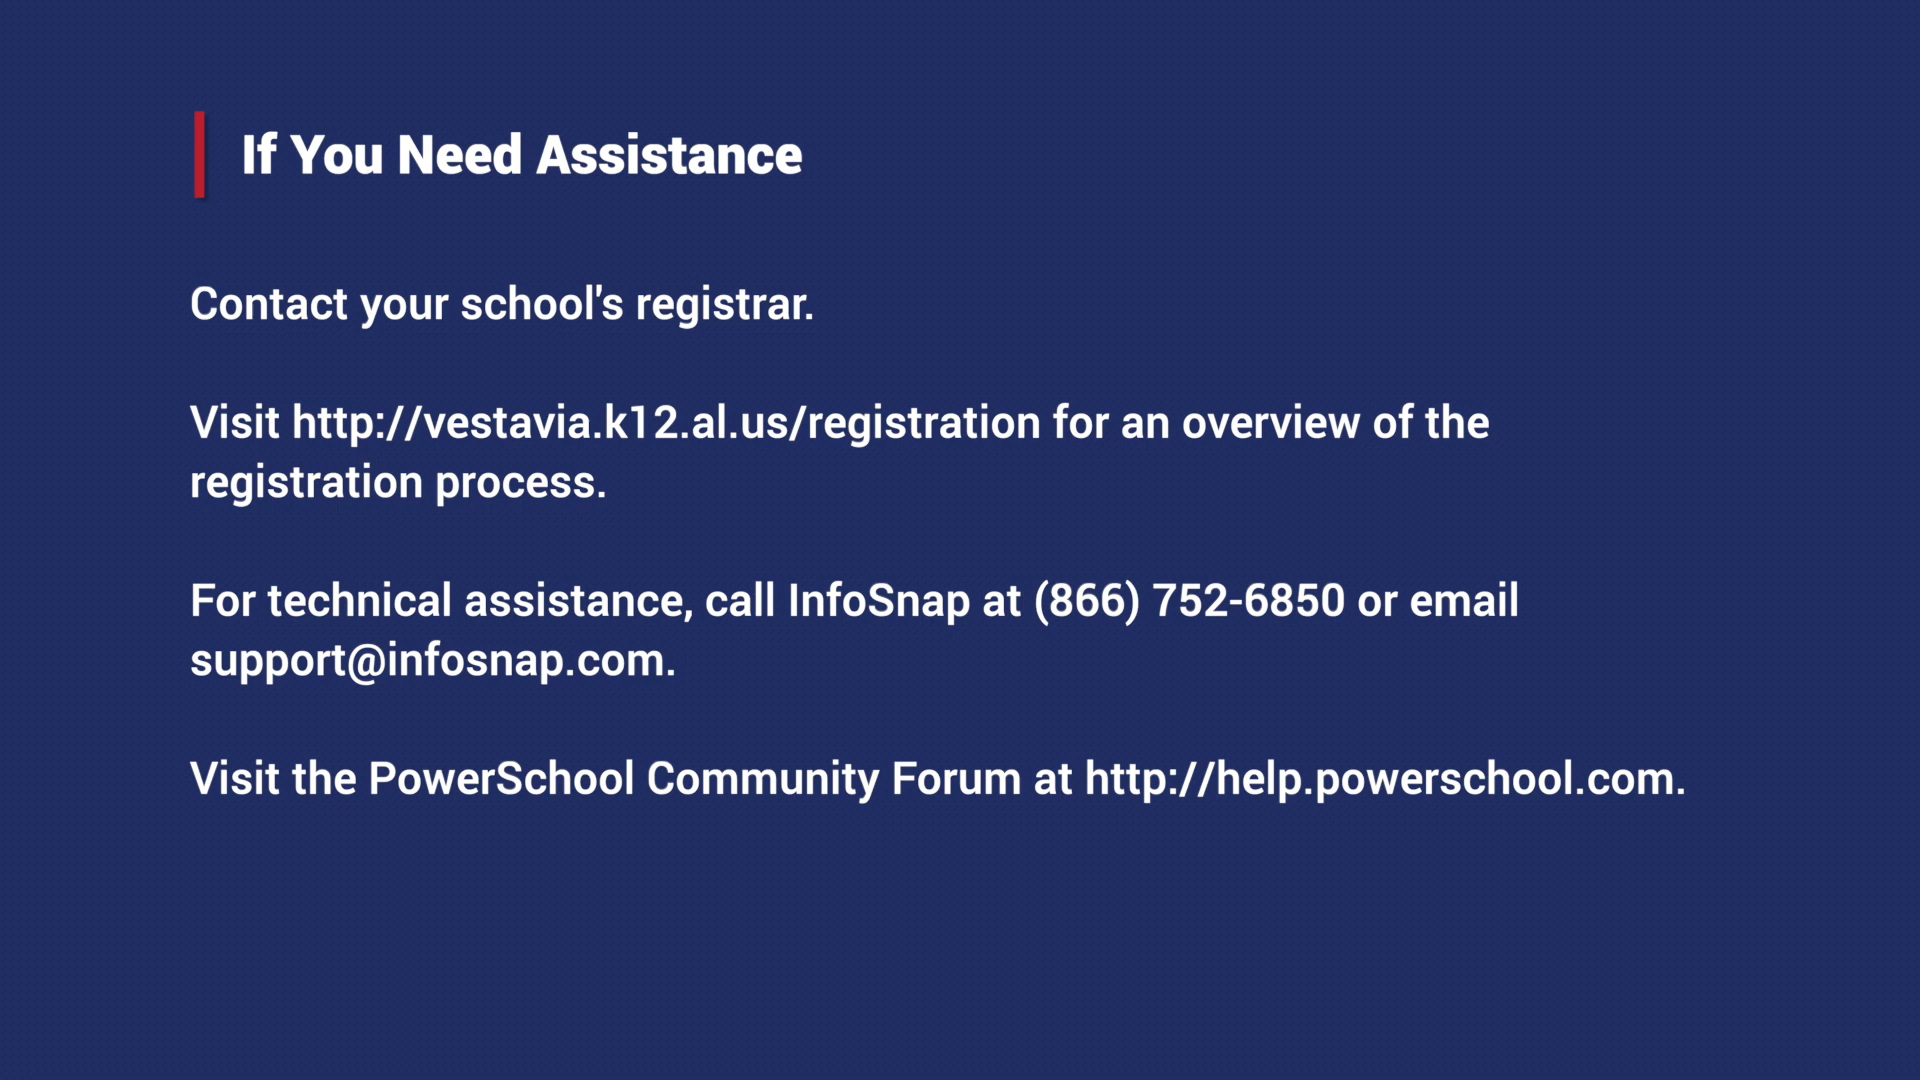 If You Need Assistance
Contact your school's registrar.
Visit http://vestavia.k12.al.us/registration for an overview of the
registration process.
For technical assistance, call InfoSnap at (866) 752-6850 or email
support@infosnap.com.
Visit the PowerSchool Community Forum at http://help.powerschool.com.